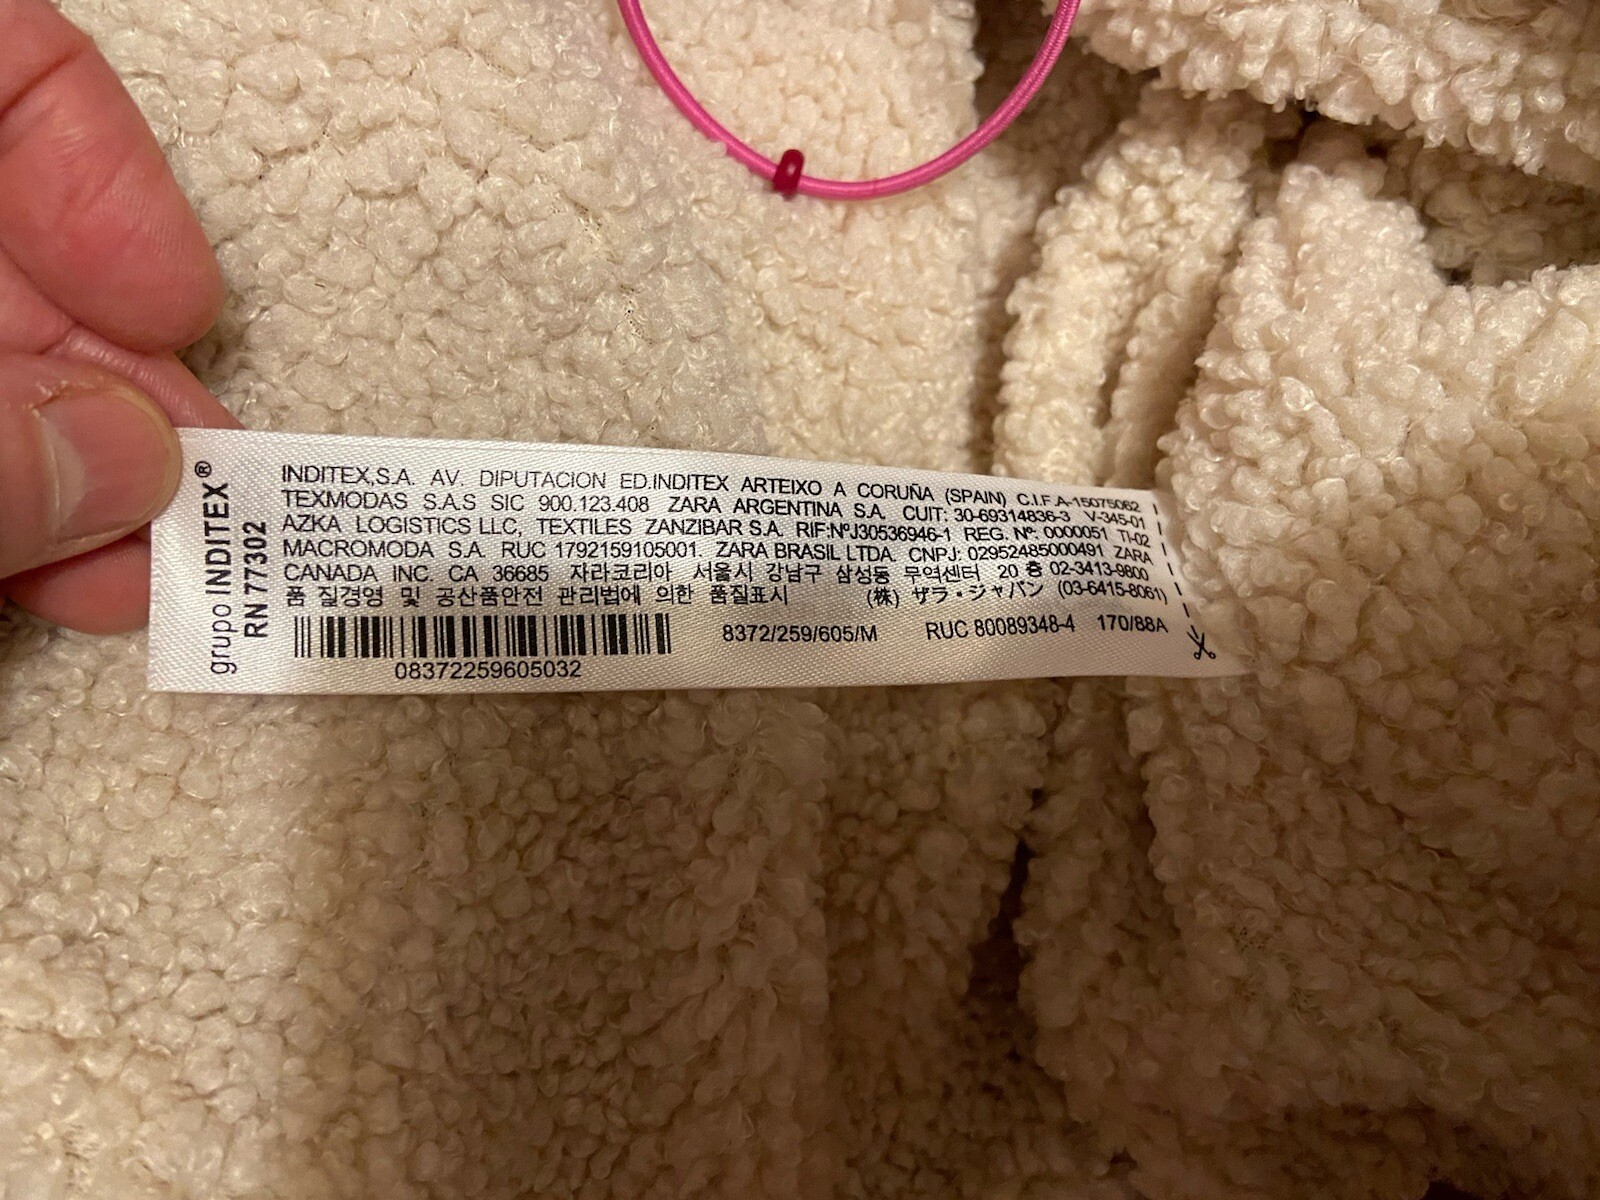 grupo INDITEX®
RN 77302
INDITEX,S.A. AV. DIPUTACION ED.INDITEX ARTEIXO A CORUÑA (SPAIN) C.I.F.A-15075062
TEXMODAS S.A.S SIC 900.123.408 ZARA ARGENTINA S.A. CUIT: 30-69314836-3 V-345-01
AZKA LOGISTICS LLC, TEXTILES ZANZIBAR S.A. RIF:NºJ30536946-1 REG. Nº: 0000051 TI-02
MACROMODA S.A. RUC 1792159105001. ZARA BRASIL LTDA. CNPJ: 02952485000491 ZARA
CANADA INC. CA 36685 자라코리아 서울시 강남구 삼성동 무역센터 20 층 02-3413-9800
품 질경영 및 공산품안전 관리법에 의한 품질표시 (株) ザラ・ジャパン (03-6415-8061)
8372/259/605/M RUC 80089348-4 170/88A
08372259605032